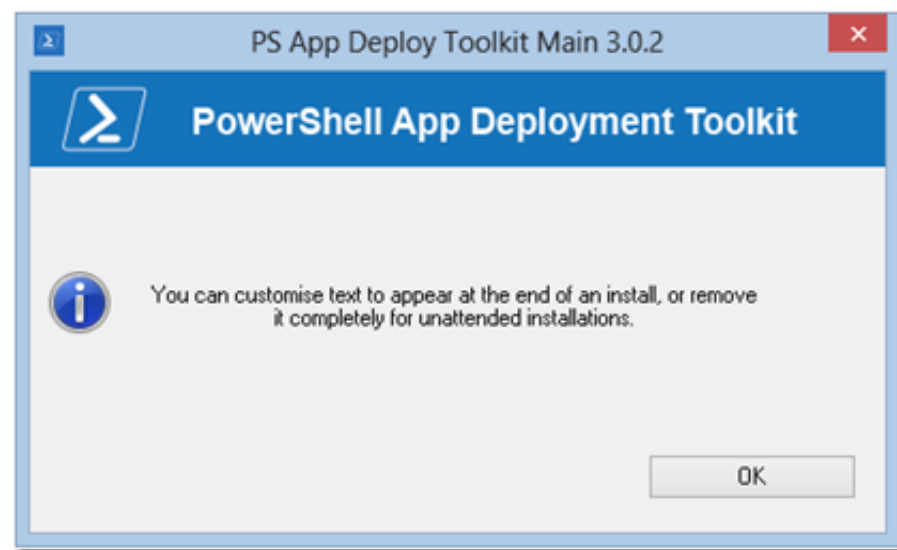 PS App Deploy Toolkit Main 3.0.2
PowerShell App Deployment Toolkit
You can customise text to appear at the end of an install, or remove
it completely for unattended installations.
OK